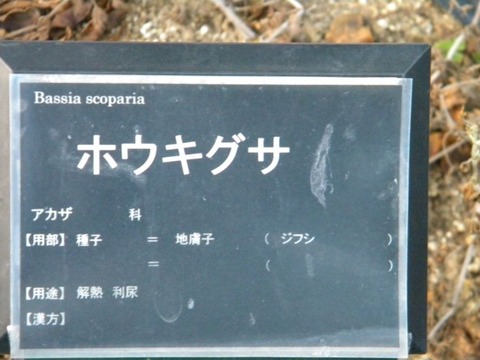 Bassia scoparia
ホウキグサ
アカザ 科
【用部】 種子 = 地膚子 ( ジフシ )
= ( )
【用途】 解熱 利尿
【漢方】